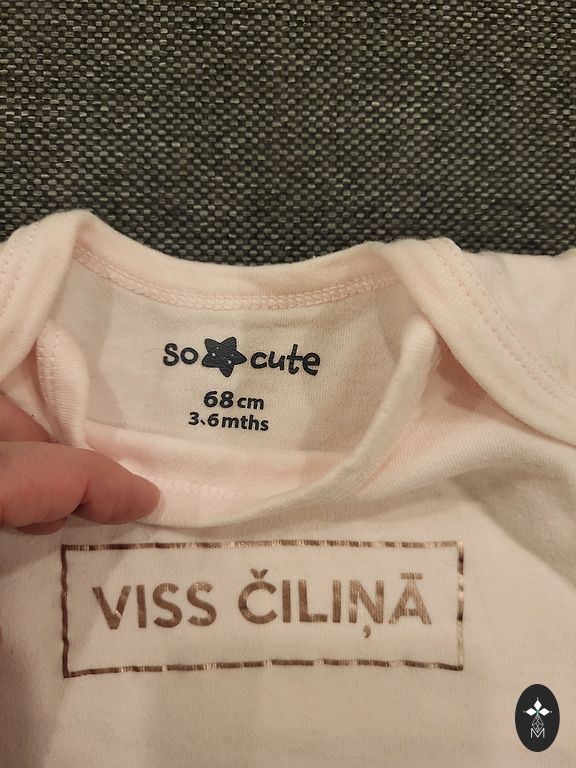 so cute
68 cm
3-6 mths
VISS ČILIŅĀ
M